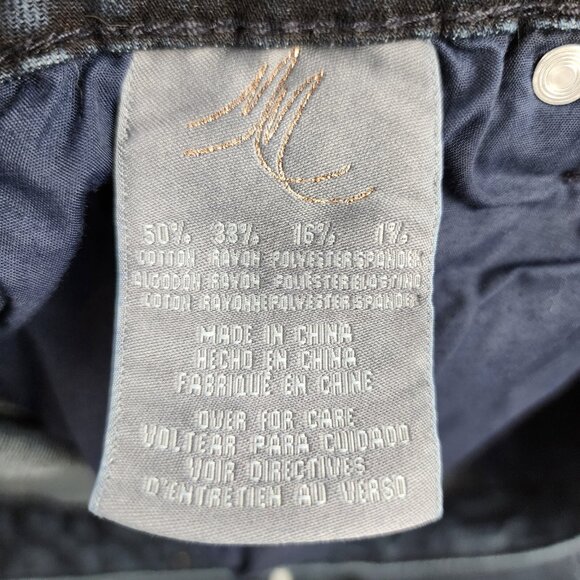 50% 33% 16% 1%
COTTON RAYON POLYESTER SPANDEX
ALGODON RAYON POLYESTER ELASTINO
COTON RAYONNE POLYESTER SPANDEX
MADE IN CHINA
HECHO EN CHINA
FABRIQUE EN CHINE
OVER FOR CARE
VOLTEAR PARA CUIDADO
VOIR DIRECTIVES
D'ENTRETIEN AU VERSO